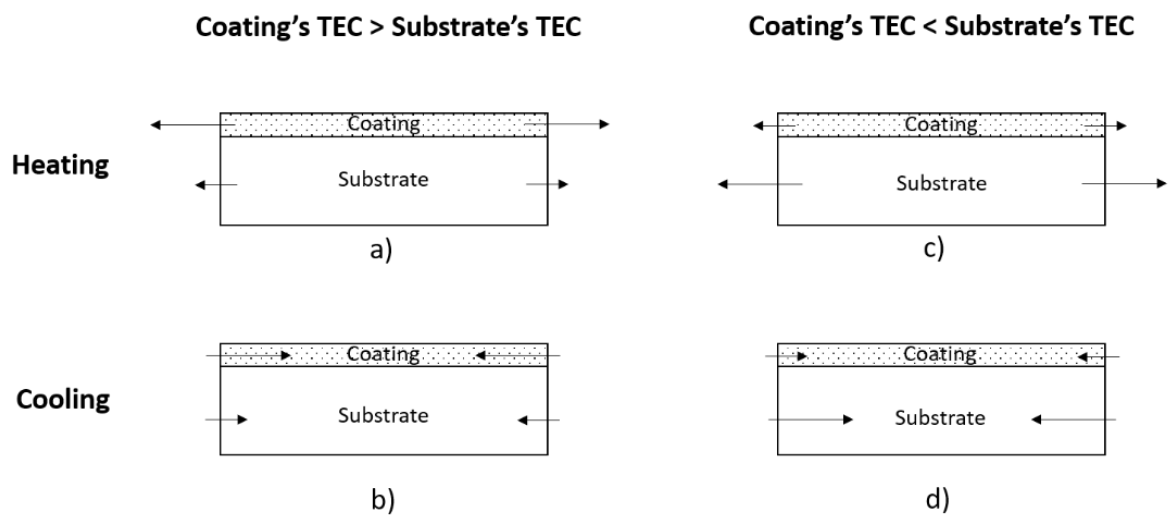 Coating's TEC > Substrate's TEC
Coating's TEC < Substrate's TEC
Heating
Coating
Substrate
a)
Coating
Substrate
c)
Cooling
Coating
Substrate
b)
Coating
Substrate
d)